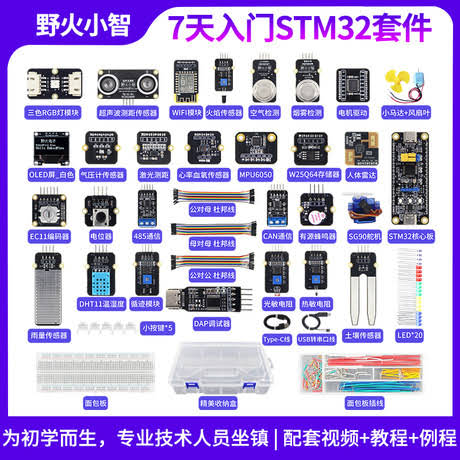 野火小智
7天入门STM32套件
三色RGB灯模块
超声波测距传感器
WIFI模块
火焰传感器
空气检测
烟雾检测
电机驱动
小马达+风扇叶
OLED屏_白色
气压计传感器
激光测距
心率血氧传感器
MPU6050
W25Q64存储器
人体雷达
EC11编码器
电位器
485通信
公对母 杜邦线
母对母 杜邦线
公对公 杜邦线
CAN通信
有源蜂鸣器
SG90舵机
STM32核心板
雨量传感器
DHT11温湿度
循迹模块
小按键*5
DAP调试器
光敏电阻
热敏电阻
Type-C线
USB转串口线
土壤传感器
LED*20
面包板
精美收纳盒
面包板插线
为初学而生，专业技术人员坐镇 | 配套视频+教程+例程